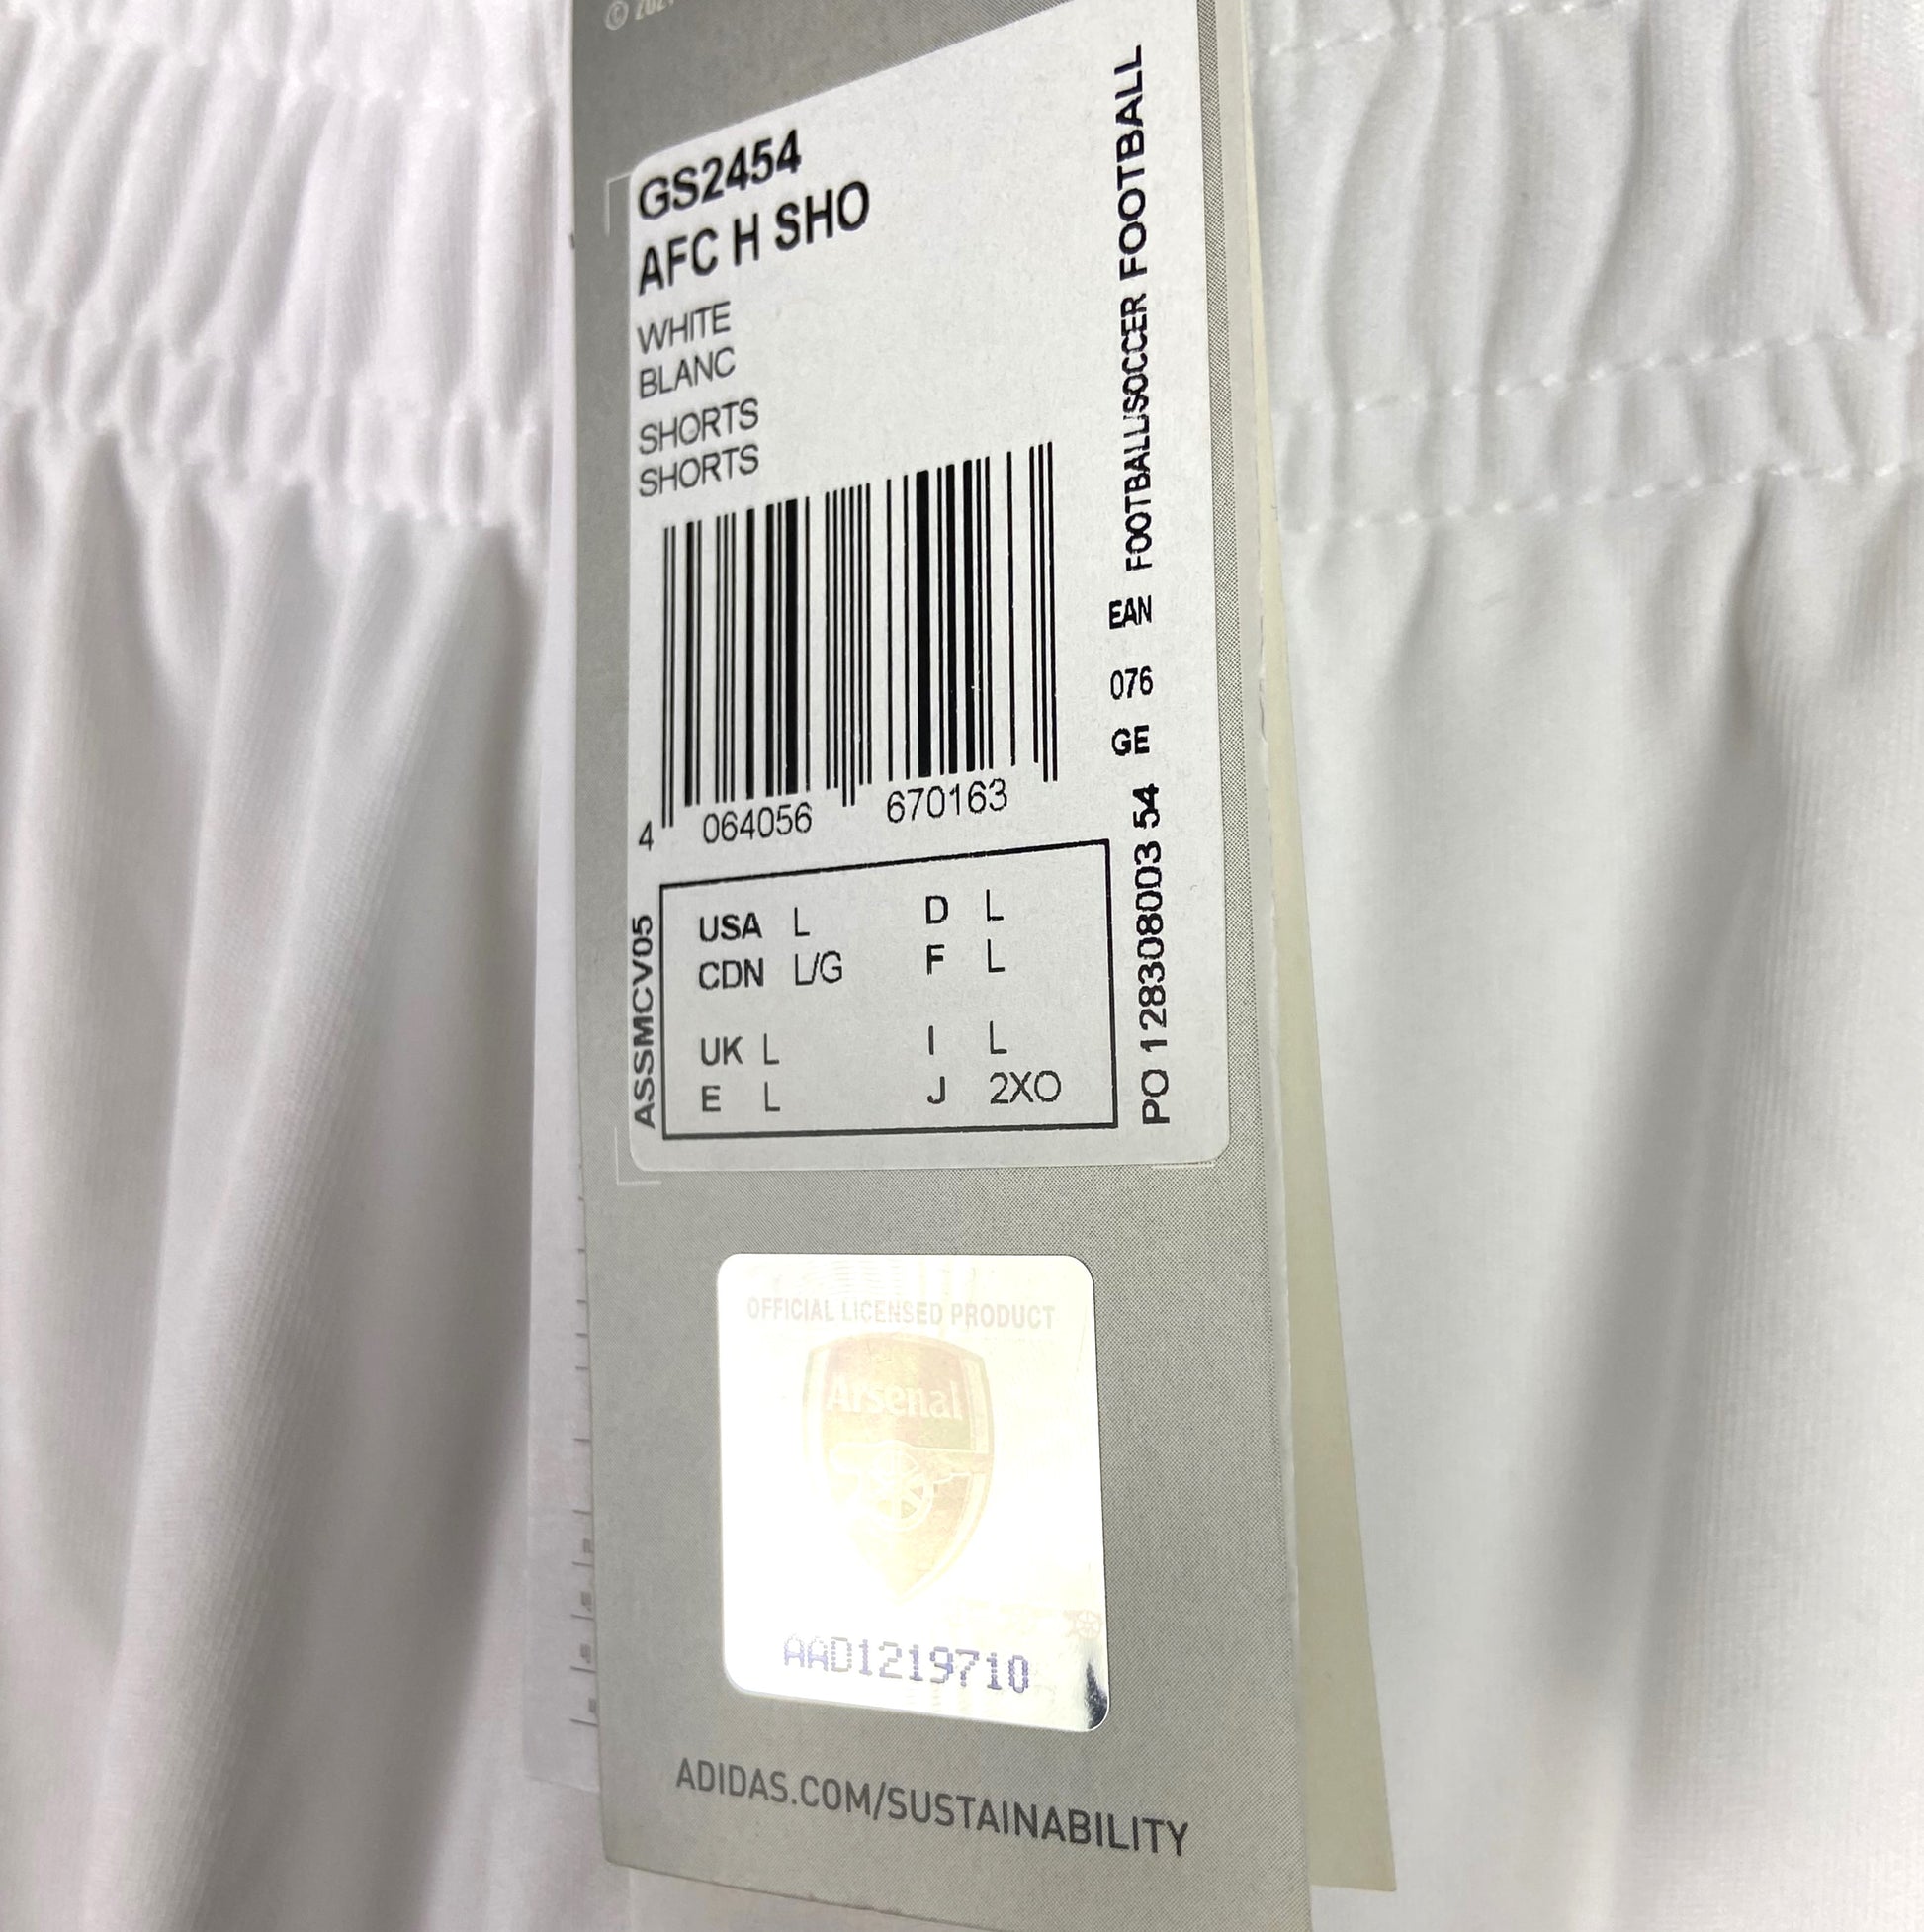 GS2454
AFC H SHO
WHITE
BLANC
SHORTS
SHORTS
4 064056 670163
USA L D L
CDN L/G F L
UK L I L
E L J 2XO
ASSMCV05
PO 128308003 54 GE 076 EAN FOOTBALL/SOCCER FOOTBALL
OFFICIAL LICENSED PRODUCT
Arsenal
AAD1219710
ADIDAS.COM/SUSTAINABILITY